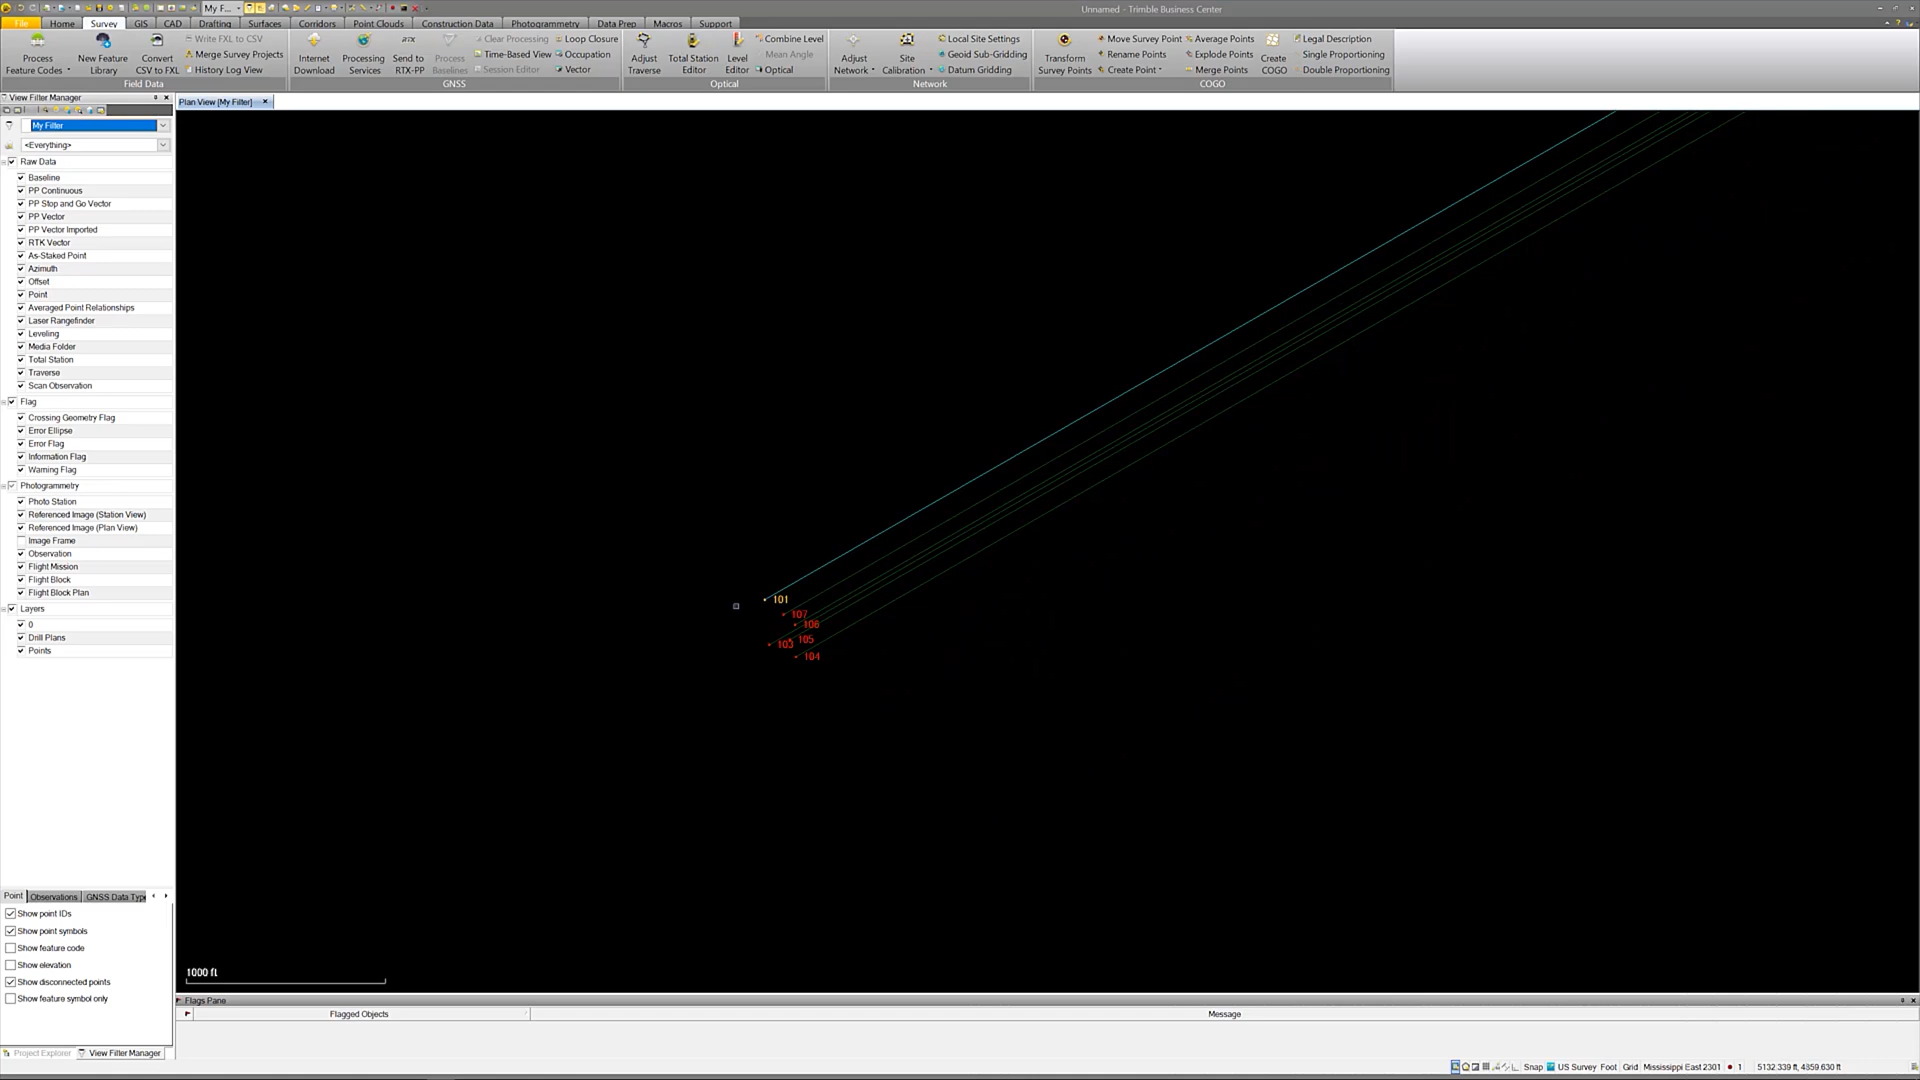 My F... Unnamed - Trimble Business Center
File Home Survey GIS CAD Drafting Surfaces Corridors Point Clouds Construction Data Photogrammetry Data Prep Macros Support
Process Feature Codes
New Feature Library
Convert CSV to FXL
Write FXL to CSV
Merge Survey Projects
History Log View
Field Data
Internet Download
Processing Services
RTX
Send to RTX-PP
Process Baselines
Clear Processing
Time-Based View
Session Editor
Loop Closure
Occupation
Vector
GNSS
Adjust Traverse
Total Station Editor
Level Editor
Combine Level
Mean Angle
Optical
Optical
Adjust Network
Site Calibration
Local Site Settings
Geoid Sub-Gridding
Datum Gridding
Network
Transform Survey Points
Move Survey Point
Rename Points
Create Point
Average Points
Explode Points
Merge Points
Create COGO
Legal Description
Single Proportioning
Double Proportioning
COGO
View Filter Manager
My Filter
<Everything>
Raw Data
Baseline
PP Continuous
PP Stop and Go Vector
PP Vector
PP Vector Imported
RTK Vector
As-Staked Point
Azimuth
Offset
Point
Averaged Point Relationships
Laser Rangefinder
Leveling
Media Folder
Total Station
Traverse
Scan Observation
Flag
Crossing Geometry Flag
Error Ellipse
Error Flag
Information Flag
Warning Flag
Photogrammetry
Photo Station
Referenced Image (Station View)
Referenced Image (Plan View)
Image Frame
Observation
Flight Mission
Flight Block
Flight Block Plan
Layers
0
Drill Plans
Points
Point Observations GNSS Data Type
Show point IDs
Show point symbols
Show feature code
Show elevation
Show disconnected points
Show feature symbol only
Project Explorer View Filter Manager
Plan View [My Filter]
101
107
106
105
103
104
1000 ft
Flags Pane
Flagged Objects Message
Snap US Survey Foot Grid Mississippi East 2301 1 5132.339 ft, 4859.630 ft